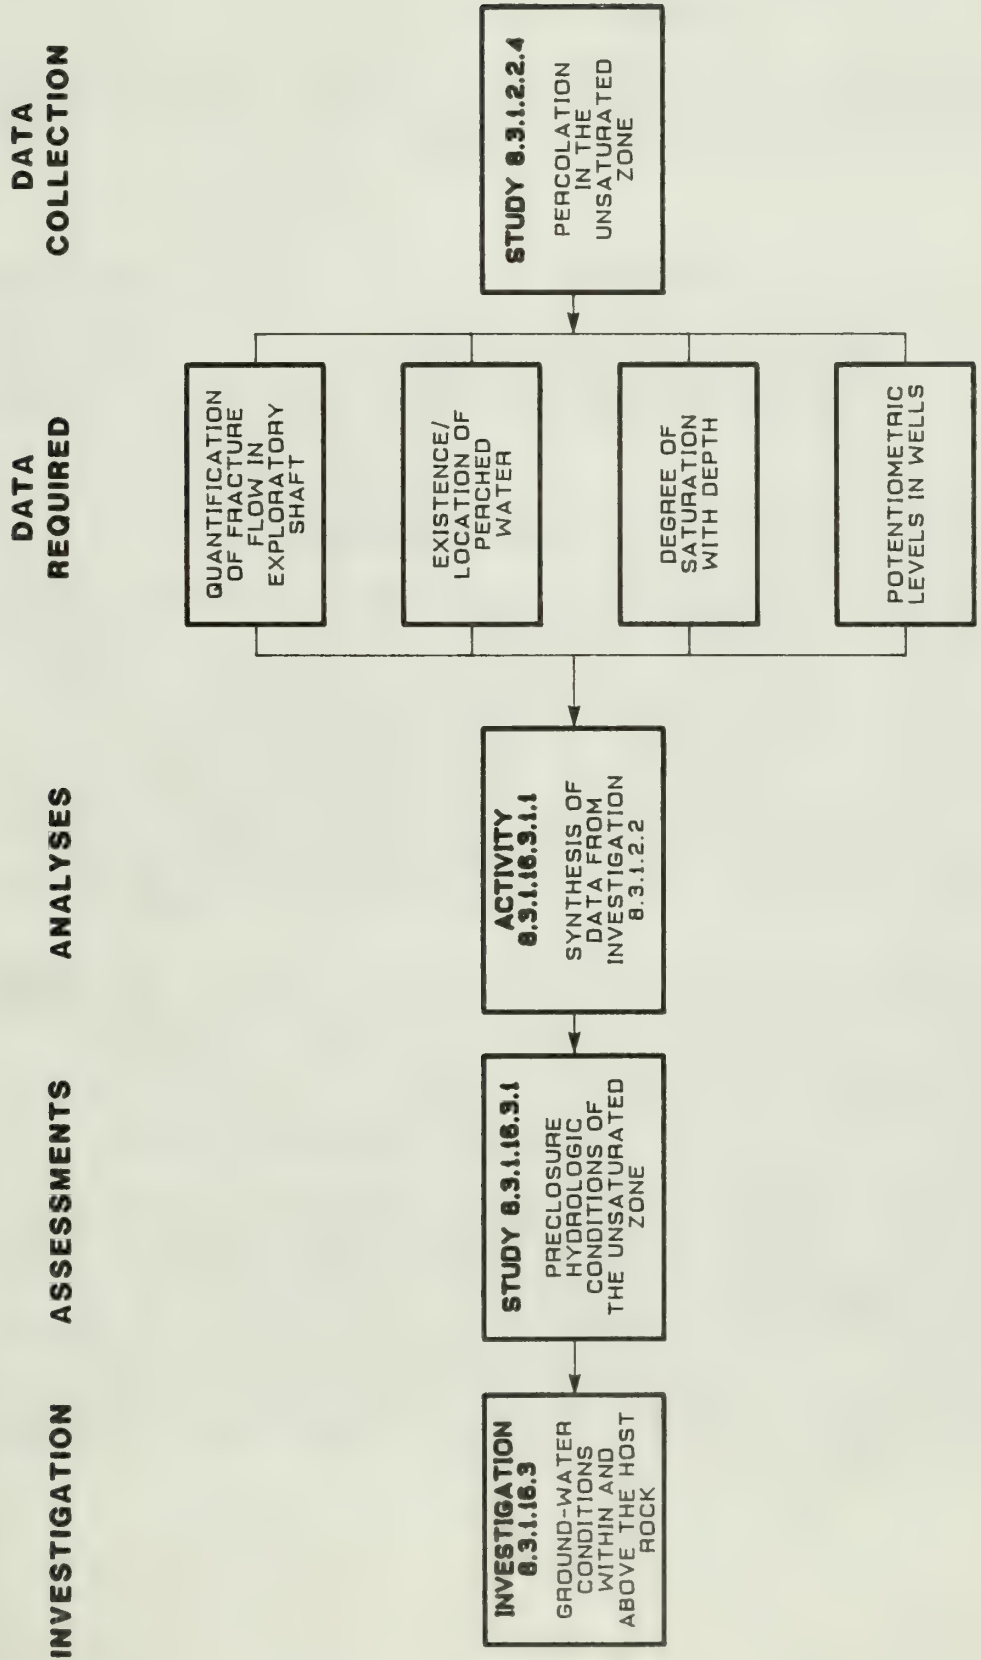 INVESTIGATION
ASSESSMENTS
ANALYSES
DATA
REQUIRED
DATA
COLLECTION
INVESTIGATION
8.3.1.16.3
GROUND-WATER
CONDITIONS
WITHIN AND
ABOVE THE HOST
ROCK
STUDY 8.3.1.16.3.1
PRECLOSURE
HYDROLOGIC
CONDITIONS OF
THE UNSATURATED
ZONE
ACTIVITY
8.3.1.16.3.1.1
SYNTHESIS OF
DATA FROM
INVESTIGATION
8.3.1.2.2
QUANTIFICATION
OF FRACTURE
FLOW IN
EXPLORATORY
SHAFT
EXISTENCE/
LOCATION OF
PERCHED
WATER
DEGREE OF
SATURATION
WITH DEPTH
POTENTIOMETRIC
LEVELS IN WELLS
STUDY 8.3.1.2.2.4
PERCOLATION
IN THE
UNSATURATED
ZONE